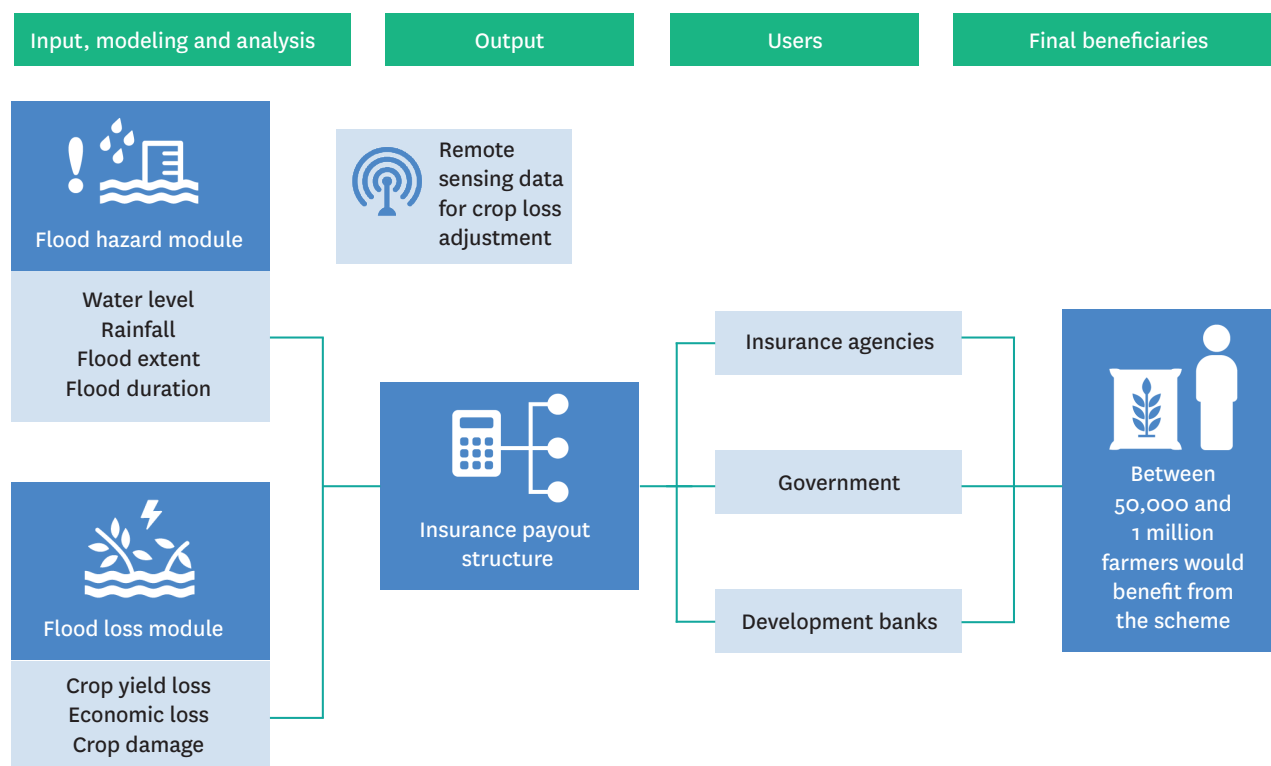 Input, modeling and analysis
Output
Users
Final beneficiaries
Flood hazard module
Water level
Rainfall
Flood extent
Flood duration
Flood loss module
Crop yield loss
Economic loss
Crop damage
Remote
sensing data
for crop loss
adjustment
Insurance payout
structure
Insurance agencies
Government
Development banks
Between
50,000 and
1 million
farmers would
benefit from
the scheme